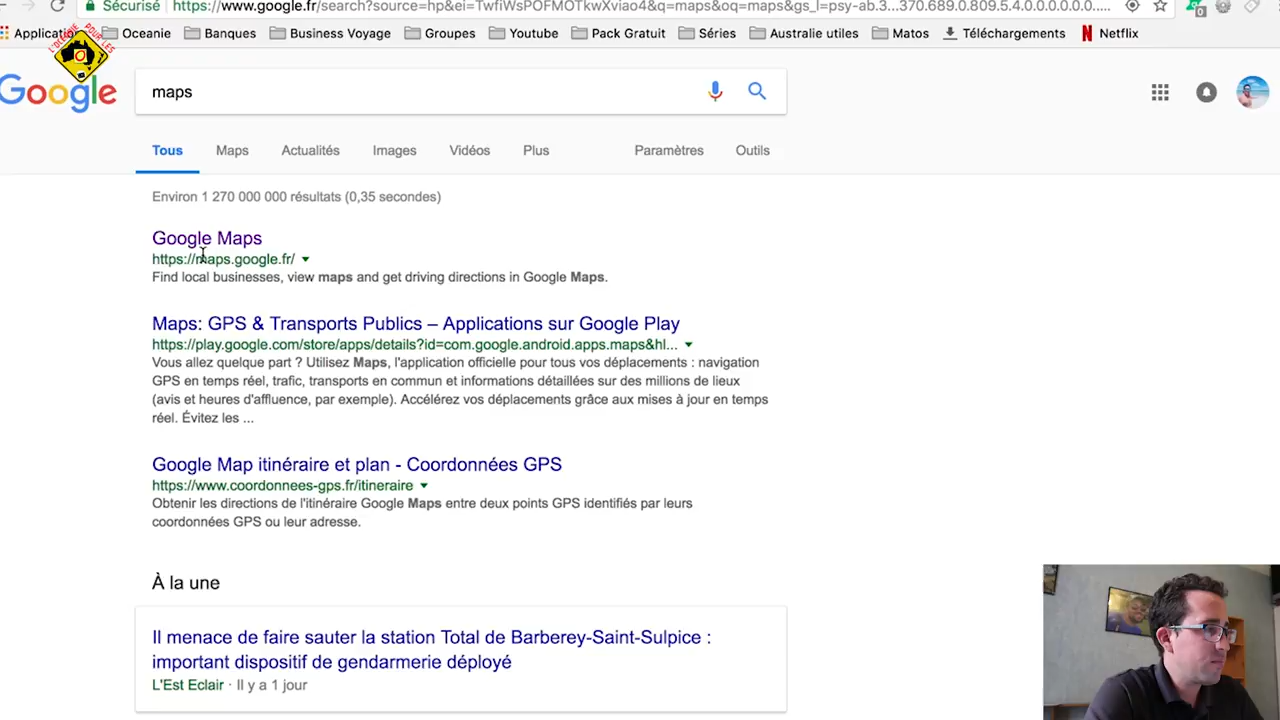 Sécurisé https://www.google.fr/search?source=hp&ei=TwfiWsPOFMOTkwXviao4&q=maps&oq=maps&gs_l=psy-ab.3...370.689.0.809.5.4.0.0.0.0.0.0....
Applicatio Oceanie Banques Business Voyage Groupes Youtube Pack Gratuit Séries Australie utiles Matos Téléchargements Netflix
L'OCÉANIE POUR LES
Google maps
Tous Maps Actualités Images Vidéos Plus Paramètres Outils
Environ 1 270 000 000 résultats (0,35 secondes)
Google Maps
https://maps.google.fr/
Find local businesses, view maps and get driving directions in Google Maps.
Maps: GPS & Transports Publics – Applications sur Google Play
https://play.google.com/store/apps/details?id=com.google.android.apps.maps&hl...
Vous allez quelque part ? Utilisez Maps, l'application officielle pour tous vos déplacements : navigation
GPS en temps réel, trafic, transports en commun et informations détaillées sur des millions de lieux
(avis et heures d'affluence, par exemple). Accélérez vos déplacements grâce aux mises à jour en temps
réel. Évitez les ...
Google Map itinéraire et plan - Coordonnées GPS
https://www.coordonnees-gps.fr/itineraire
Obtenir les directions de l'itinéraire Google Maps entre deux points GPS identifiés par leurs
coordonnées GPS ou leur adresse.
À la une
Il menace de faire sauter la station Total de Barberey-Saint-Sulpice :
important dispositif de gendarmerie déployé
L'Est Eclair · Il y a 1 jour